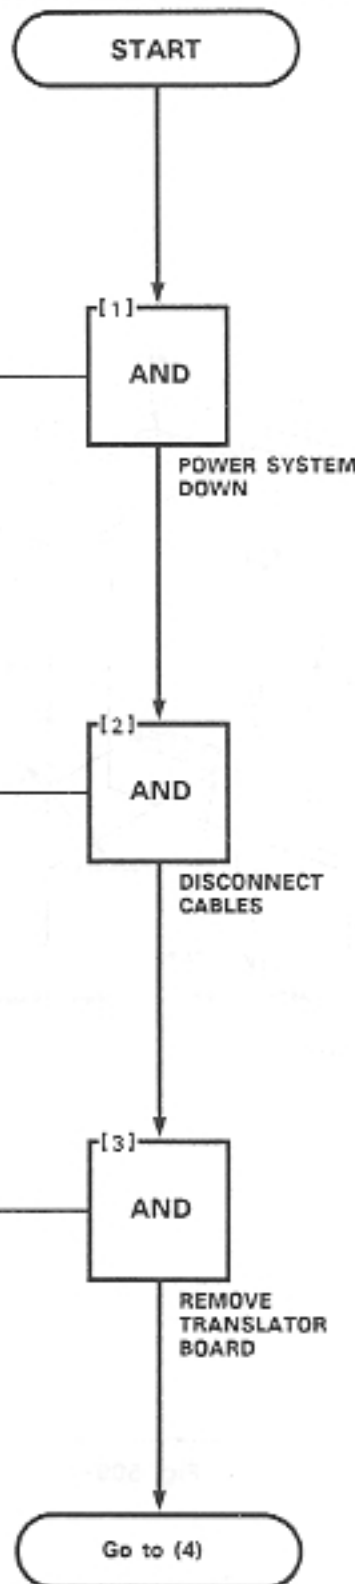 START
[1]
AND
POWER SYSTEM
DOWN
[2]
AND
DISCONNECT
CABLES
[3]
AND
REMOVE
TRANSLATOR
BOARD
Go to (4)